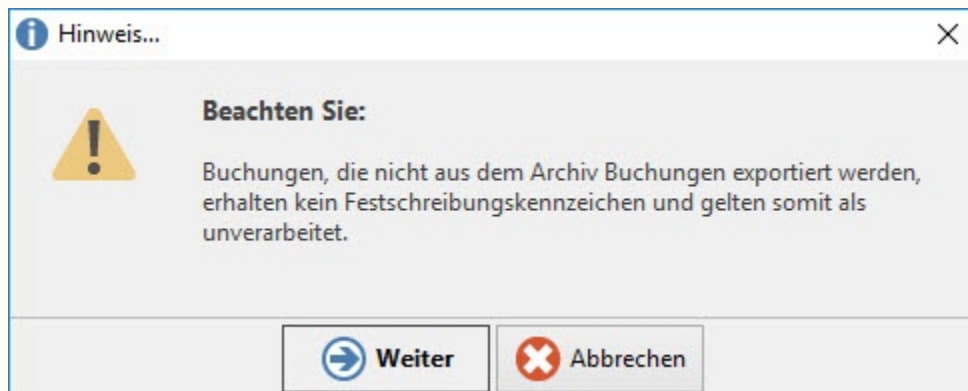 Hinweis...
Beachten Sie:
Buchungen, die nicht aus dem Archiv Buchungen exportiert werden,
erhalten kein Festschreibungskennzeichen und gelten somit als
unverarbeitet.
Weiter
Abbrechen